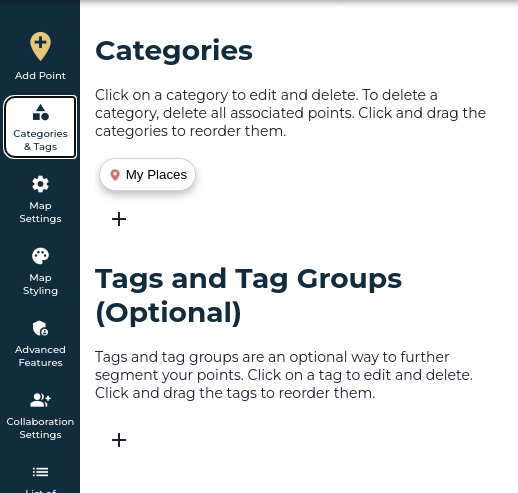 Add Point
Categories
& Tags
Map
Settings
Map
Styling
Advanced
Features
Collaboration
Settings
List of
Categories
Click on a category to edit and delete. To delete a
category, delete all associated points. Click and drag the
categories to reorder them.
My Places
Tags and Tag Groups
(Optional)
Tags and tag groups are an optional way to further
segment your points. Click on a tag to edit and delete.
Click and drag the tags to reorder them.